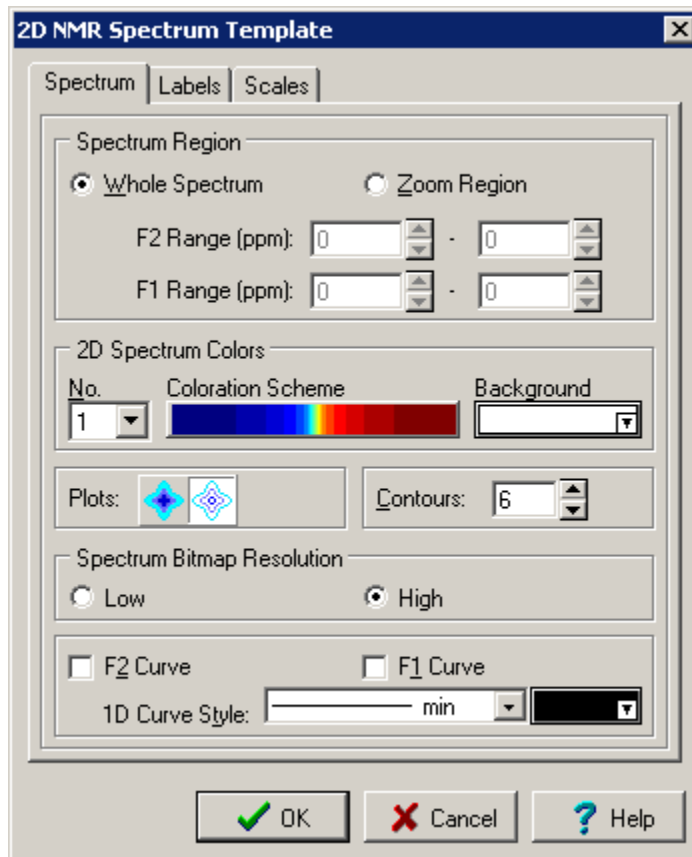 2D NMR Spectrum Template
Spectrum Labels Scales
Spectrum Region
Whole Spectrum Zoom Region
F2 Range (ppm): 0 - 0
F1 Range (ppm): 0 - 0
2D Spectrum Colors
No. Coloration Scheme Background
1
Plots: Contours: 6
Spectrum Bitmap Resolution
Low High
F2 Curve F1 Curve
1D Curve Style: min
OK Cancel ? Help